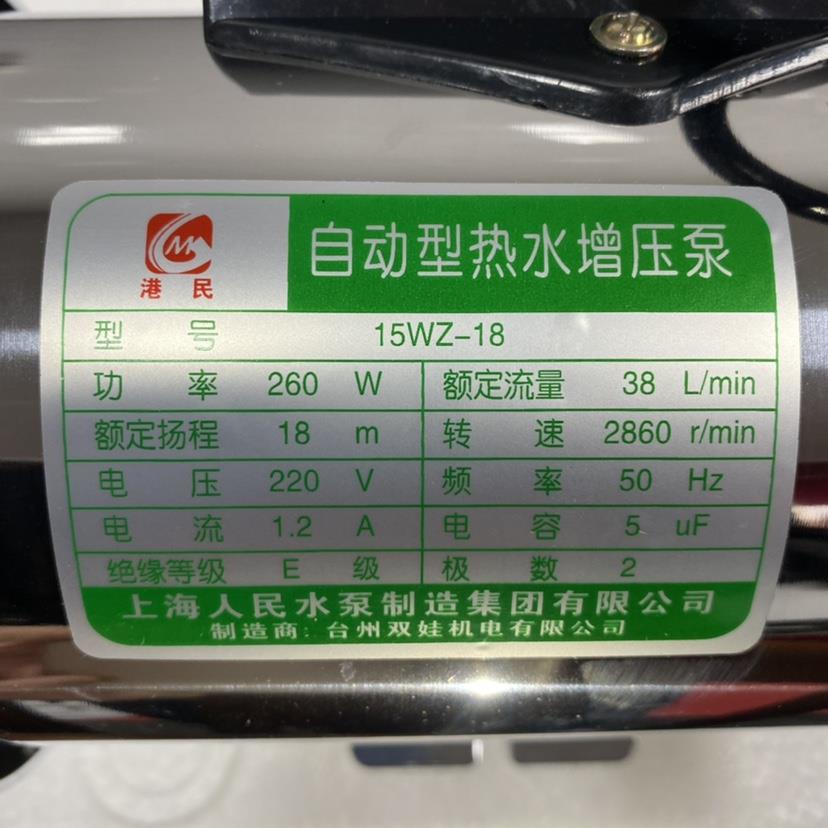 港民
自动型热水增压泵
型号 15WZ-18
功率 260 W 额定流量 38 L/min
额定扬程 18 m 转速 2860 r/min
电压 220 V 频率 50 Hz
电流 1.2 A 电容 5 uF
绝缘等级 E 级 极数 2
上海人民水泵制造集团有限公司
制造商: 台州双娃机电有限公司